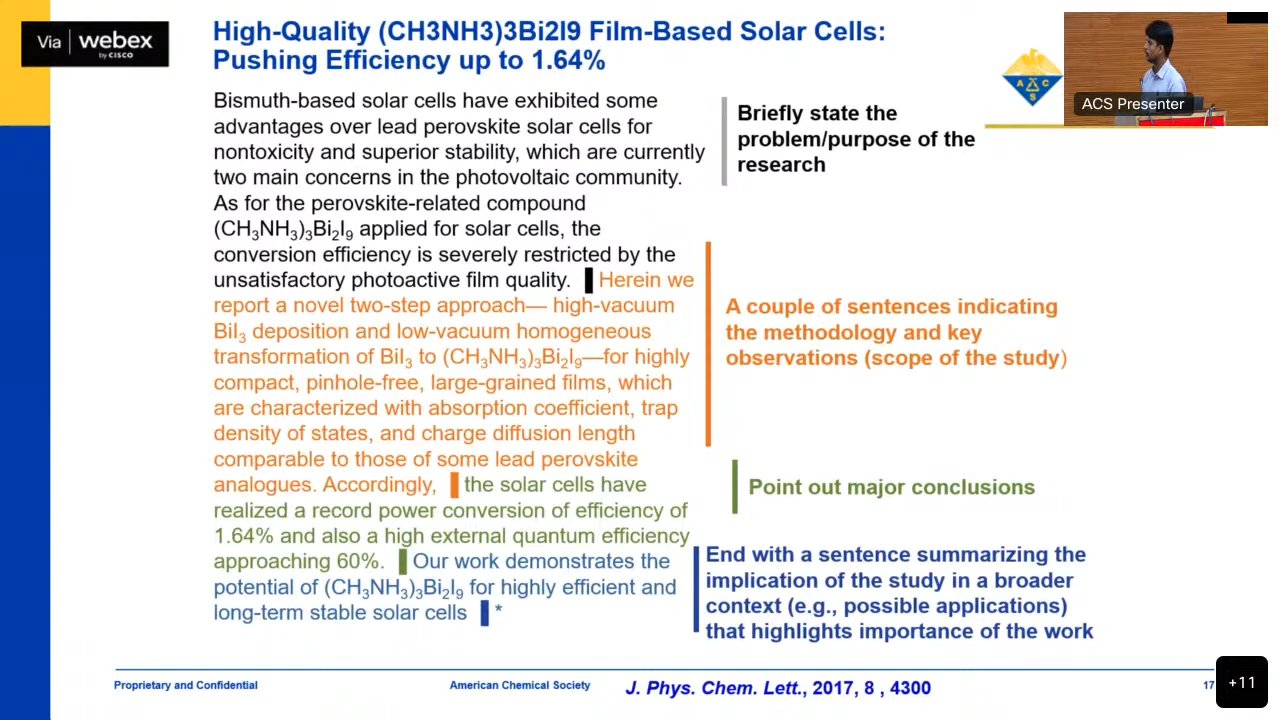 Via webex
by CISCO
High-Quality (CH3NH3)3Bi2I9 Film-Based Solar Cells:
Pushing Efficiency up to 1.64%
A C S
ACS Presenter
Bismuth-based solar cells have exhibited some
advantages over lead perovskite solar cells for
nontoxicity and superior stability, which are currently
two main concerns in the photovoltaic community.
As for the perovskite-related compound
(CH₃NH₃)₃Bi₂I₉ applied for solar cells, the
conversion efficiency is severely restricted by the
unsatisfactory photoactive film quality. Herein we
report a novel two-step approach— high-vacuum
BiI₃ deposition and low-vacuum homogeneous
transformation of BiI₃ to (CH₃NH₃)₃Bi₂I₉—for highly
compact, pinhole-free, large-grained films, which
are characterized with absorption coefficient, trap
density of states, and charge diffusion length
comparable to those of some lead perovskite
analogues. Accordingly, the solar cells have
realized a record power conversion of efficiency of
1.64% and also a high external quantum efficiency
approaching 60%. Our work demonstrates the
potential of (CH₃NH₃)₃Bi₂I₉ for highly efficient and
long-term stable solar cells *
Briefly state the
problem/purpose of the
research
A couple of sentences indicating
the methodology and key
observations (scope of the study)
Point out major conclusions
End with a sentence summarizing the
implication of the study in a broader
context (e.g., possible applications)
that highlights importance of the work
Proprietary and Confidential
American Chemical Society
J. Phys. Chem. Lett., 2017, 8 , 4300
17
+11